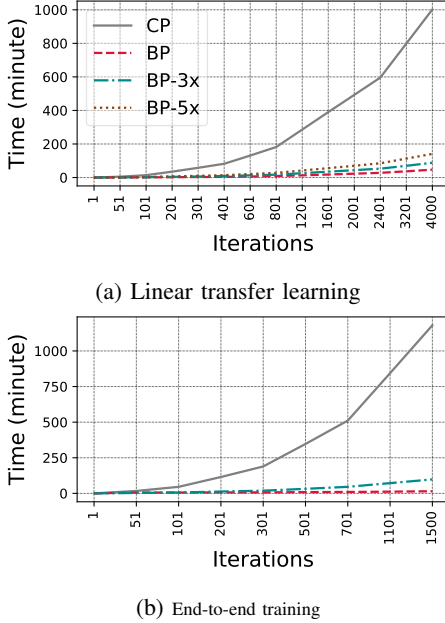 1000
800
600
400
200
0
Time (minute)
CP
BP
BP-3x
BP-5x
1 51 101 201 301 401 601 801 1201 1601 2001 2401 3201 4000
Iterations
(a) Linear transfer learning
1000
750
500
250
0
Time (minute)
1 51 101 201 301 501 701 1101 1500
Iterations
(b) End-to-end training